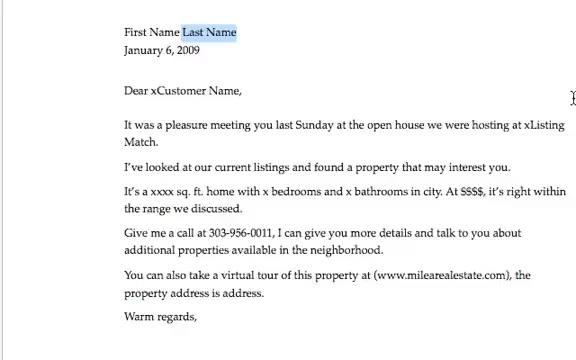 First Name Last Name
January 6, 2009
Dear xCustomer Name,
It was a pleasure meeting you last Sunday at the open house we were hosting at xListing
Match.
I've looked at our current listings and found a property that may interest you.
It's a xxxx sq. ft. home with x bedrooms and x bathrooms in city. At $$$$, it's right within
the range we discussed.
Give me a call at 303-956-0011, I can give you more details and talk to you about
additional properties available in the neighborhood.
You can also take a virtual tour of this property at (www.milearealestate.com), the
property address is address.
Warm regards,